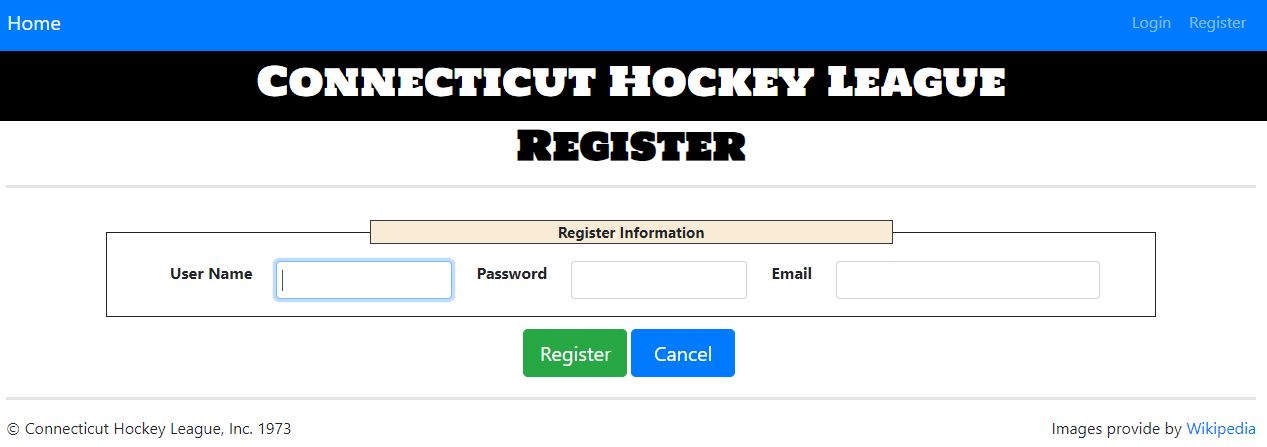 Home Login Register
Connecticut Hockey League
Register
Register Information
User Name Password Email
Register Cancel
© Connecticut Hockey League, Inc. 1973 Images provide by Wikipedia